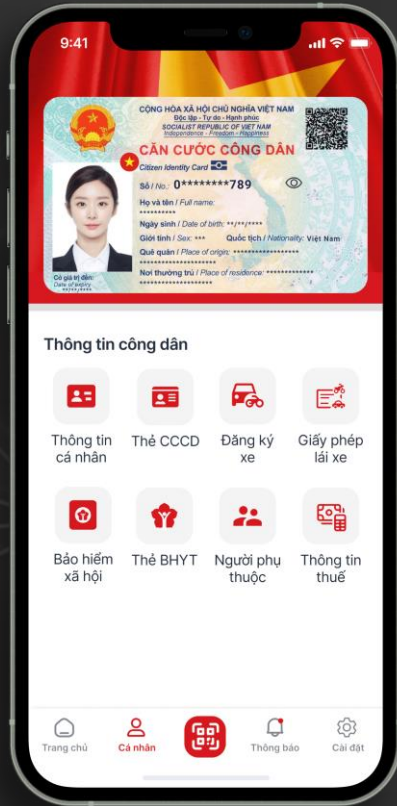 9:41
CỘNG HÒA XÃ HỘI CHỦ NGHĨA VIỆT NAM
Độc lập - Tự do - Hạnh phúc
SOCIALIST REPUBLIC OF VIET NAM
Independence - Freedom - Happiness
CĂN CƯỚC CÔNG DÂN
Citizen Identity Card
Số / No.: 0********789
Họ và tên / Full name:
**********
Ngày sinh / Date of birth: **/**/****
Giới tính / Sex: *** Quốc tịch / Nationality: Việt Nam
Quê quán / Place of origin: ****************
*********************
Nơi thường trú / Place of residence: *************
********************
Có giá trị đến:
Date of expiry
**/**/****
Thông tin công dân
Thông tin cá nhân
Thẻ CCCD
Đăng ký xe
Giấy phép lái xe
Bảo hiểm xã hội
Thẻ BHYT
Người phụ thuộc
Thông tin thuế
Trang chủ
Cá nhân
Thông báo
Cài đặt